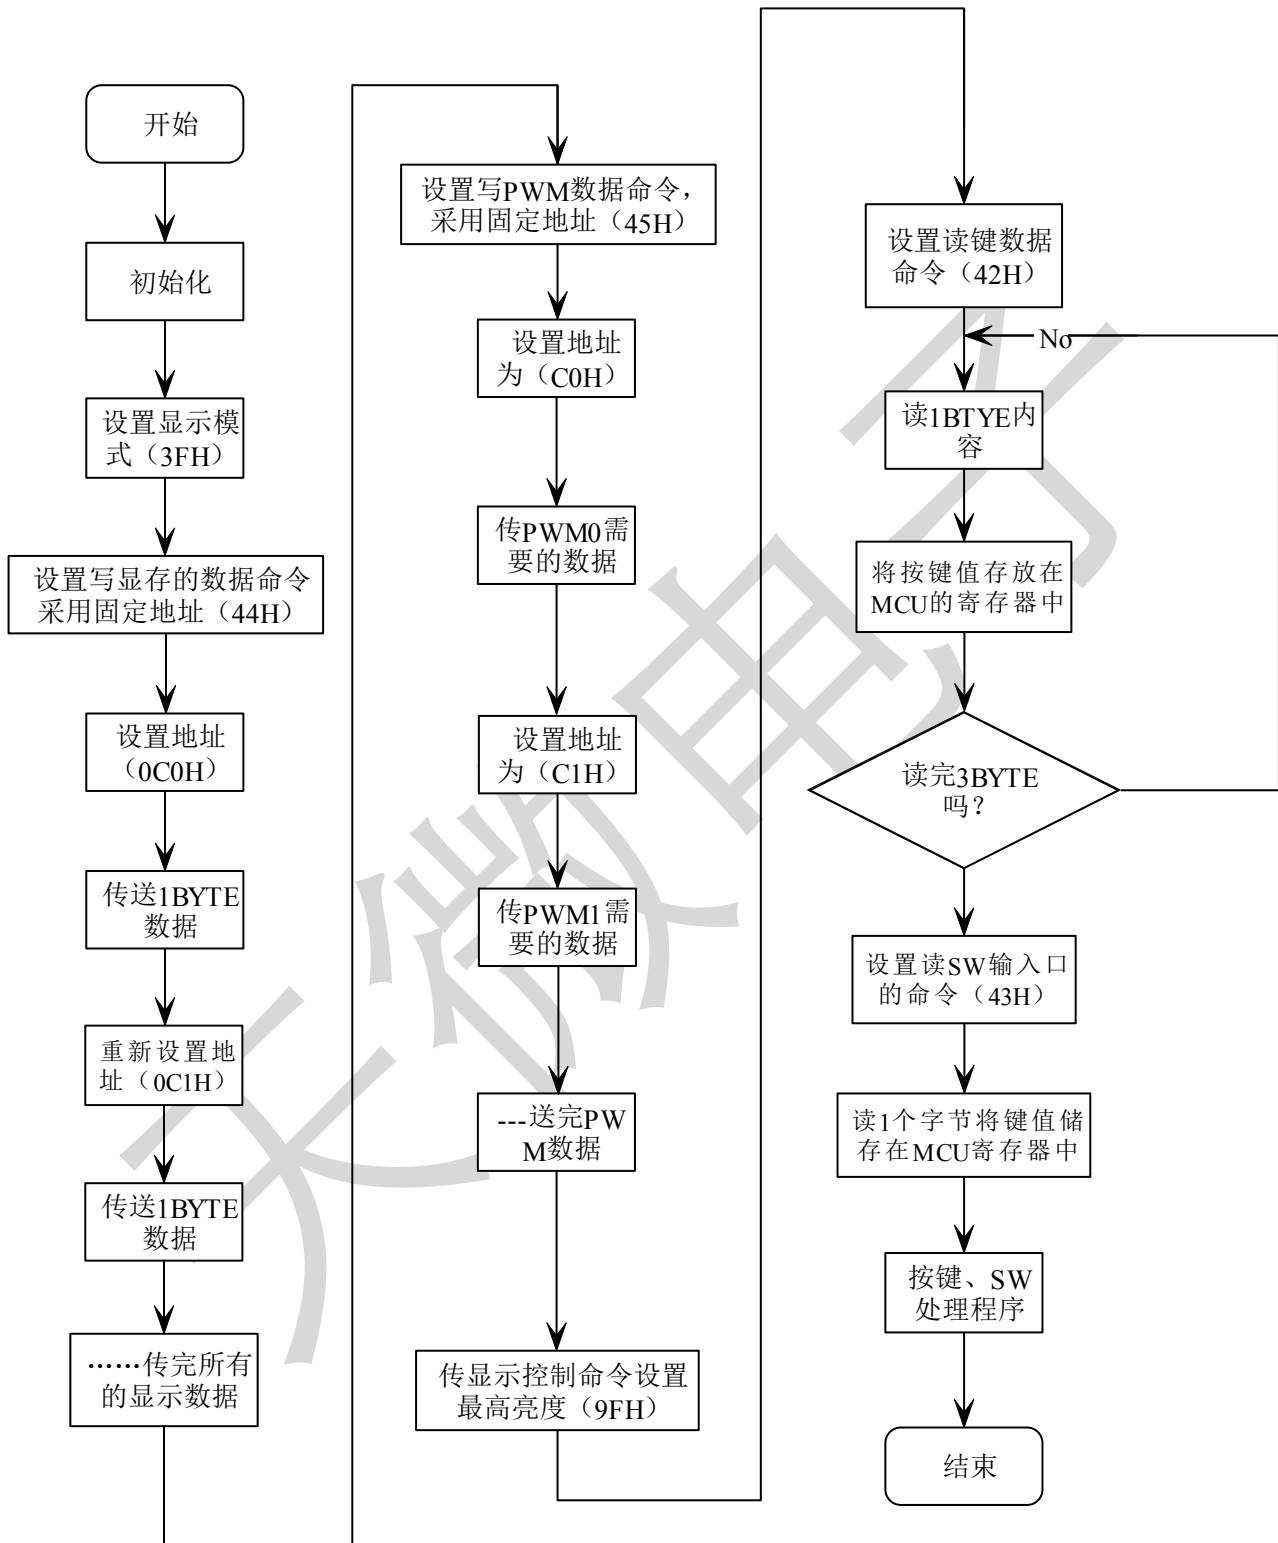 开始
初始化
设置显示模
式（3FH）
设置写显存的数据命令
采用固定地址（44H）
设置地址
（0C0H）
传送1BYTE
数据
重新设置地
址（0C1H）
传送1BYTE
数据
……传完所有
的显示数据
设置写PWM数据命令，
采用固定地址（45H）
设置地址
为（C0H）
传PWM0需
要的数据
设置地址
为（C1H）
传PWM1需
要的数据
---送完PW
M数据
传显示控制命令设置
最高亮度（9FH）
设置读键数据
命令（42H）
No
读1BTYE内
容
将按键值存放在
MCU的寄存器中
读完3BYTE
吗？
设置读SW输入口
的命令（43H）
读1个字节将键值储
存在MCU寄存器中
按键、SW
处理程序
结束
天微电子